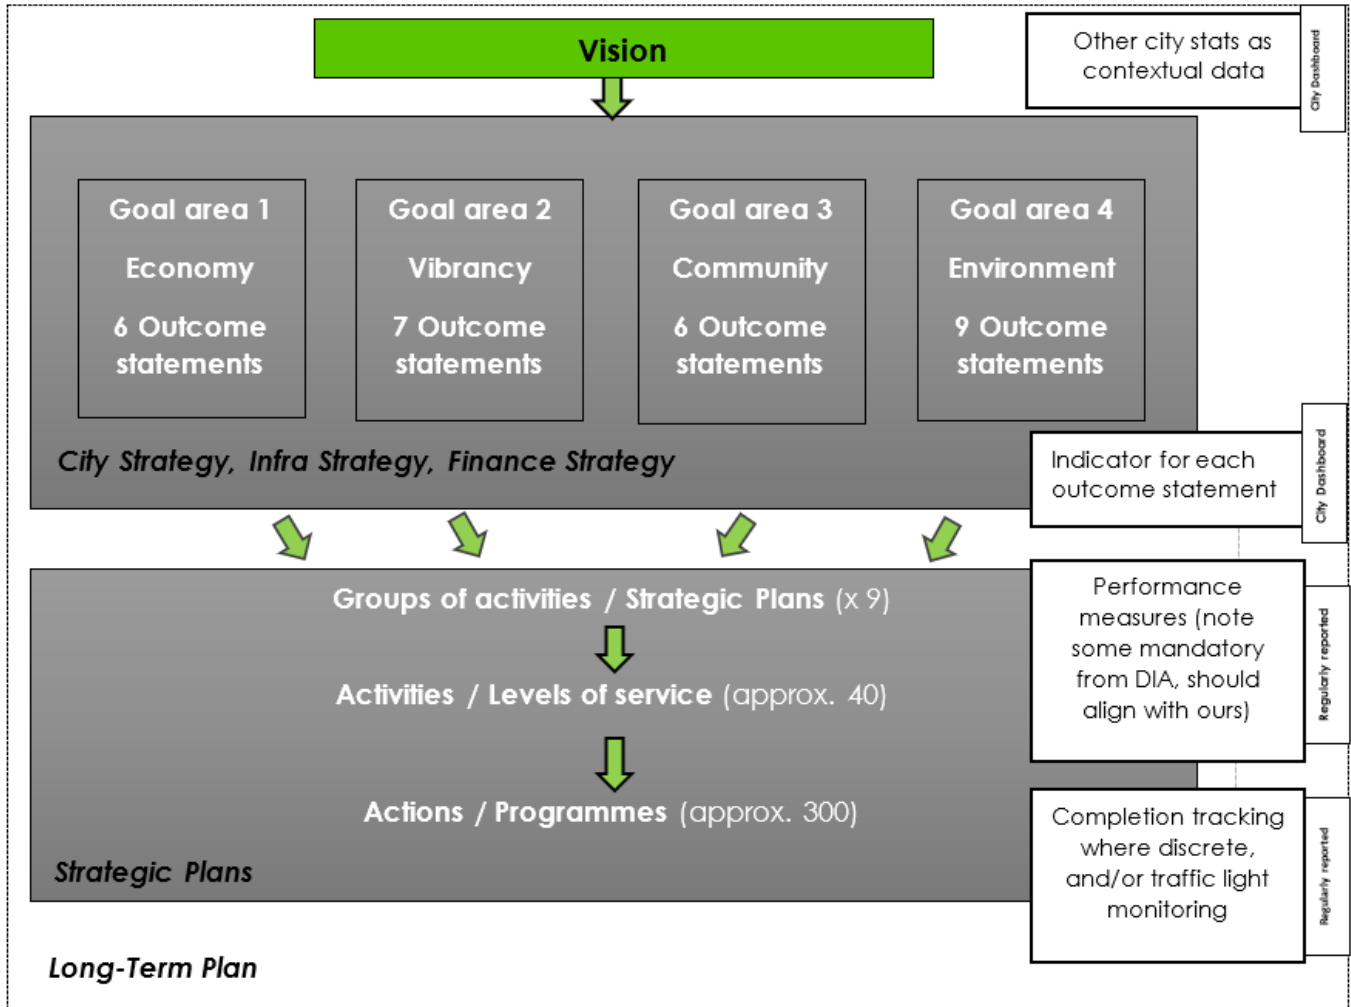 Vision
Other city stats as
contextual data
City Dashboard
Goal area 1
Economy
6 Outcome
statements
Goal area 2
Vibrancy
7 Outcome
statements
Goal area 3
Community
6 Outcome
statements
Goal area 4
Environment
9 Outcome
statements
City Strategy, Infra Strategy, Finance Strategy
Indicator for each
outcome statement
City Dashboard
Groups of activities / Strategic Plans (x 9)
Activities / Levels of service (approx. 40)
Actions / Programmes (approx. 300)
Strategic Plans
Performance
measures (note
some mandatory
from DIA, should
align with ours)
Regularly reported
Completion tracking
where discrete,
and/or traffic light
monitoring
Regularly reported
Long-Term Plan